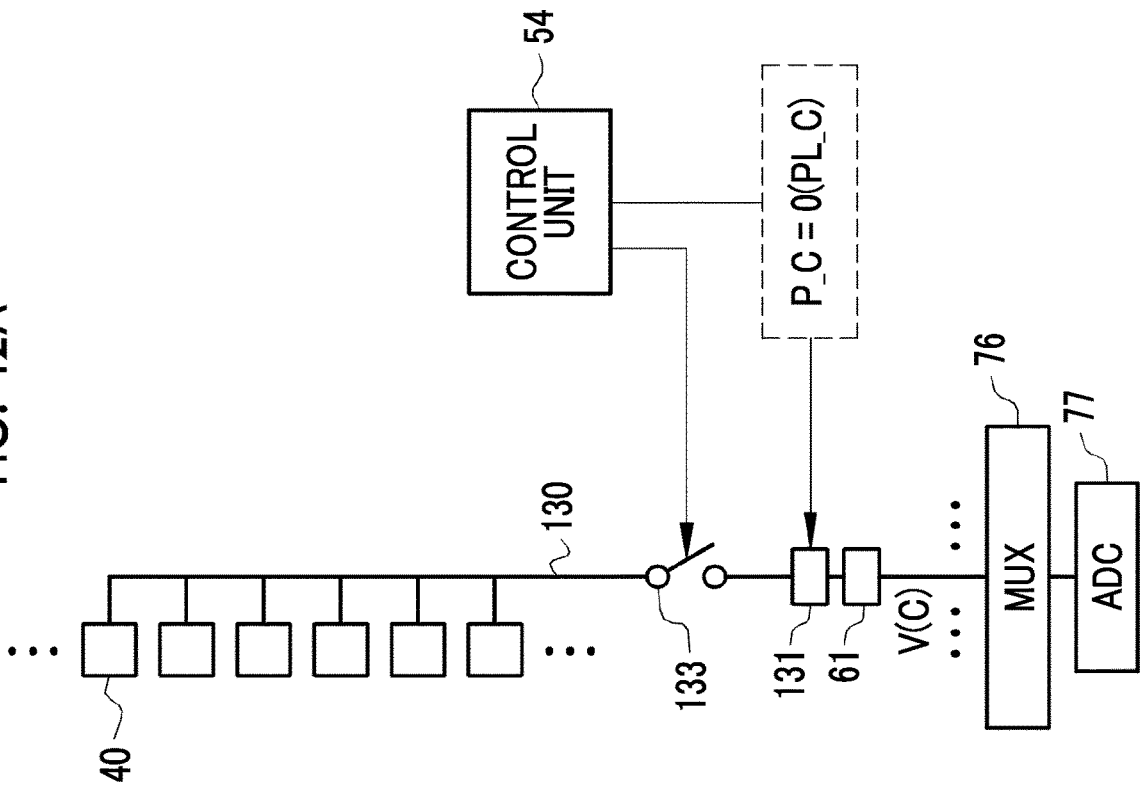 40
130
133
131
61
V(C)
MUX
76
ADC
77
CONTROL
UNIT
54
P_C = 0(PL_C)